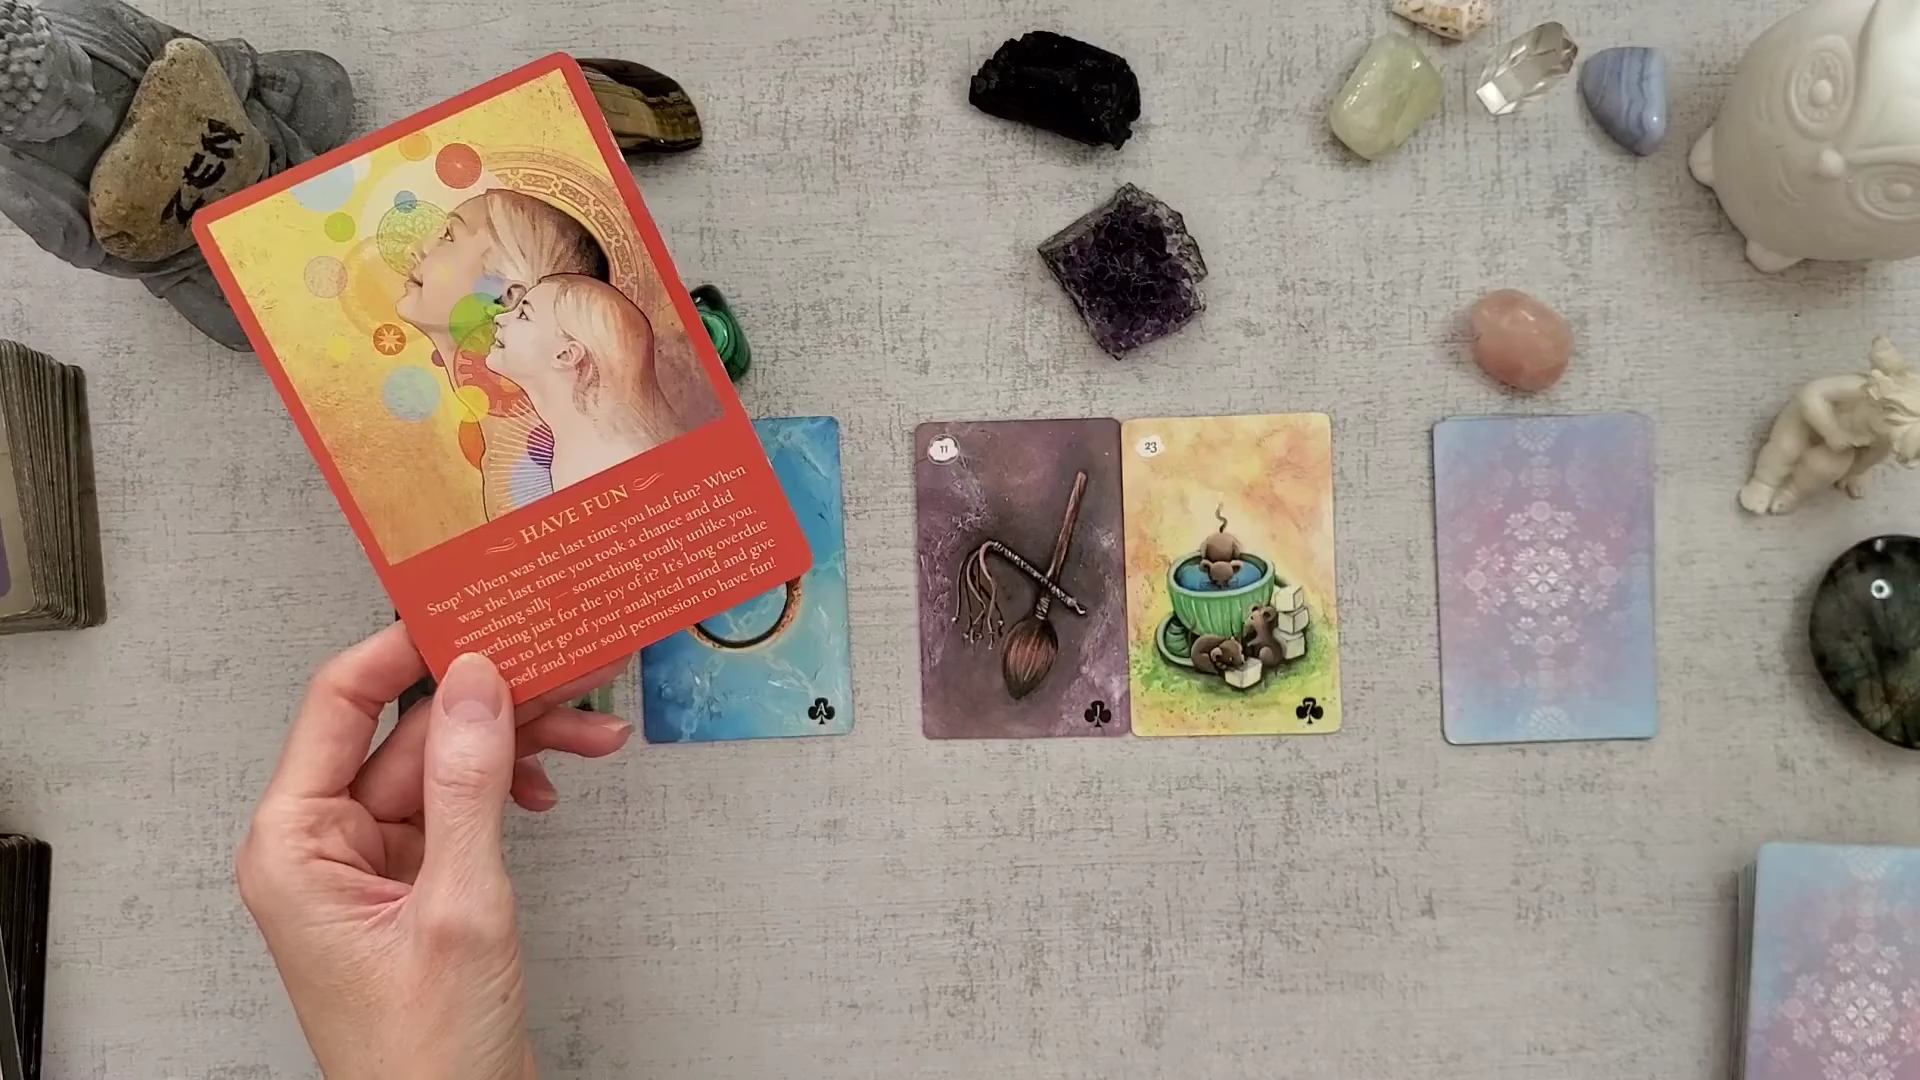 ZEN
HAVE FUN
Stop! When was the last time you had fun? When
was the last time you took a chance and did
something silly — something totally unlike you,
something just for the joy of it? It's long overdue
you to let go of your analytical mind and give
and your soul permission to have fun!
A
11
1
23
7